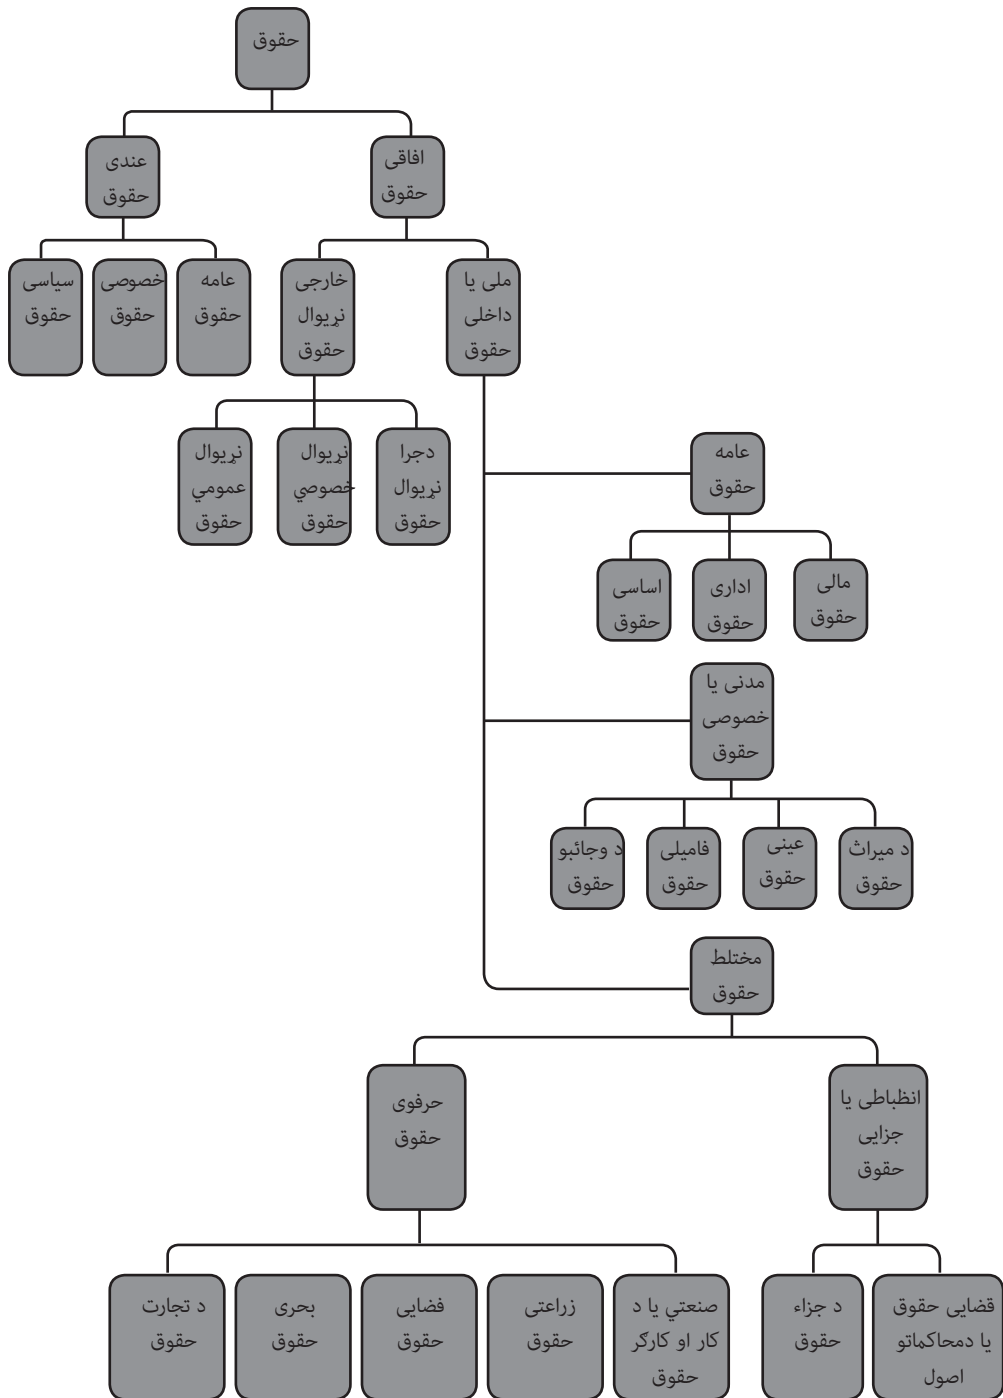 حقوق
افاقی
حقوق
عندی
حقوق
ملی یا
داخلی
حقوق
خارجی
نړیوال
حقوق
عامه
حقوق
خصوصی
حقوق
سیاسی
حقوق
دجرا
نړیوال
حقوق
نړیوال
خصوصي
حقوق
نړیوال
عمومي
حقوق
عامه
حقوق
مالی
حقوق
اداری
حقوق
اساسی
حقوق
مدنی یا
خصوصی
حقوق
د میراث
حقوق
عینی
حقوق
فامیلی
حقوق
د وجائبو
حقوق
مختلط
حقوق
انظباطی یا
جزایی
حقوق
حرفوی
حقوق
قضایی حقوق
یا دمحاکماتو
اصول
د جزاء
حقوق
صنعتي یا د
کار او کارګر
حقوق
زراعتی
حقوق
فضایی
حقوق
بحری
حقوق
د تجارت
حقوق